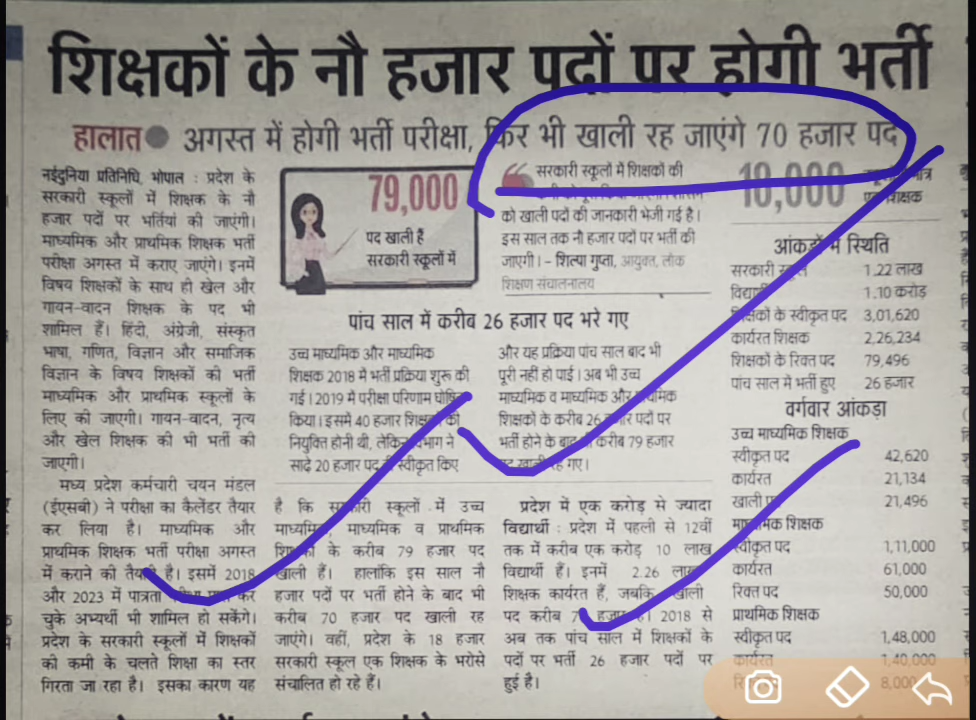 शिक्षकों के नौ हजार पदों पर होगी भर्ती
हालात ● अगस्त में होगी भर्ती परीक्षा, फिर भी खाली रह जाएंगे 70 हजार पद
नईदुनिया प्रतिनिधि, भोपाल : प्रदेश के
सरकारी स्कूलों में शिक्षक के नौ
हजार पदों पर भर्तियां की जाएंगी।
माध्यमिक और प्राथमिक शिक्षक भर्ती
परीक्षा अगस्त में कराए जाएंगे। इनमें
विषय शिक्षकों के साथ ही खेल और
गायन-वादन शिक्षक के पद भी
शामिल हैं। हिंदी, अंग्रेजी, संस्कृत
भाषा, गणित, विज्ञान और समाजिक
विज्ञान के विषय शिक्षकों की भर्ती
माध्यमिक और प्राथमिक स्कूलों के
लिए की जाएगी। गायन-वादन, नृत्य
और खेल शिक्षक की भी भर्ती की
जाएगी।
मध्य प्रदेश कर्मचारी चयन मंडल
(ईएसबी) ने परीक्षा का कैलेंडर तैयार
कर लिया है। माध्यमिक और
प्राथमिक शिक्षक भर्ती परीक्षा अगस्त
में कराने की तैयारी है। इसमें 2018
और 2023 में पात्रता परीक्षा कर
चुके अभ्यर्थी भी शामिल हो सकेंगे।
प्रदेश के सरकारी स्कूलों में शिक्षकों
की कमी के चलते शिक्षा का स्तर
गिरता जा रहा है। इसका कारण यह
79,000
पद खाली हैं
सरकारी स्कूलों में
सरकारी स्कूलों में शिक्षकों की
को खाली पदों की जानकारी भेजी गई है।
इस साल तक नौ हजार पदों पर भर्ती की
जाएगी। - शिल्पा गुप्ता, आयुक्त, लोक
शिक्षण संचालनालय
पांच साल में करीब 26 हजार पद भरे गए
उच्च माध्यमिक और माध्यमिक
शिक्षक 2018 में भर्ती प्रक्रिया शुरू की
गई। 2019 में परीक्षा परिणाम घोषित
किया। इसमें 40 हजार शिक्षकों की
नियुक्ति होनी थी, लेकिन विभाग ने
साढ़े 20 हजार पद ही स्वीकृत किए
और यह प्रक्रिया पांच साल बाद भी
पूरी नहीं हो पाई। अब भी उच्च
माध्यमिक व माध्यमिक और प्राथमिक
शिक्षकों के करीब 26 हजार पदों पर
भर्ती होने के बाद करीब 79 हजार
पद खाली रह गए।
है कि सरकारी स्कूलों में उच्च
माध्यमिक, माध्यमिक व प्राथमिक
शिक्षकों के करीब 79 हजार पद
खाली हैं। हालांकि इस साल नौ
हजार पदों पर भर्ती होने के बाद भी
करीब 70 हजार पद खाली रह
जाएंगे। वहीं, प्रदेश के 18 हजार
सरकारी स्कूल एक शिक्षक के भरोसे
संचालित हो रहे हैं।
प्रदेश में एक करोड़ से ज्यादा
विद्यार्थी : प्रदेश में पहली से 12वीं
तक में करीब एक करोड़ 10 लाख
विद्यार्थी हैं। इनमें 2.26 लाख
शिक्षक कार्यरत हैं, जबकि खाली
पद करीब हजार है। 2018 से
अब तक पांच साल में शिक्षकों के
पदों पर भर्ती 26 हजार पदों पर
हुई है।
18,000
शिक्षक
आंकड़ों में स्थिति
सरकारी स्कूल 1.22 लाख
विद्यार्थी 1.10 करोड़
शिक्षकों के स्वीकृत पद 3,01,620
कार्यरत शिक्षक 2,26,234
शिक्षकों के रिक्त पद 79,496
पांच साल में भर्ती हुए 26 हजार
वर्गवार आंकड़ा
उच्च माध्यमिक शिक्षक
स्वीकृत पद 42,620
कार्यरत 21,134
खाली पद 21,496
माध्यमिक शिक्षक
स्वीकृत पद 1,11,000
कार्यरत 61,000
रिक्त पद 50,000
प्राथमिक शिक्षक
स्वीकृत पद 1,48,000
कार्यरत 1,40,000
8,000